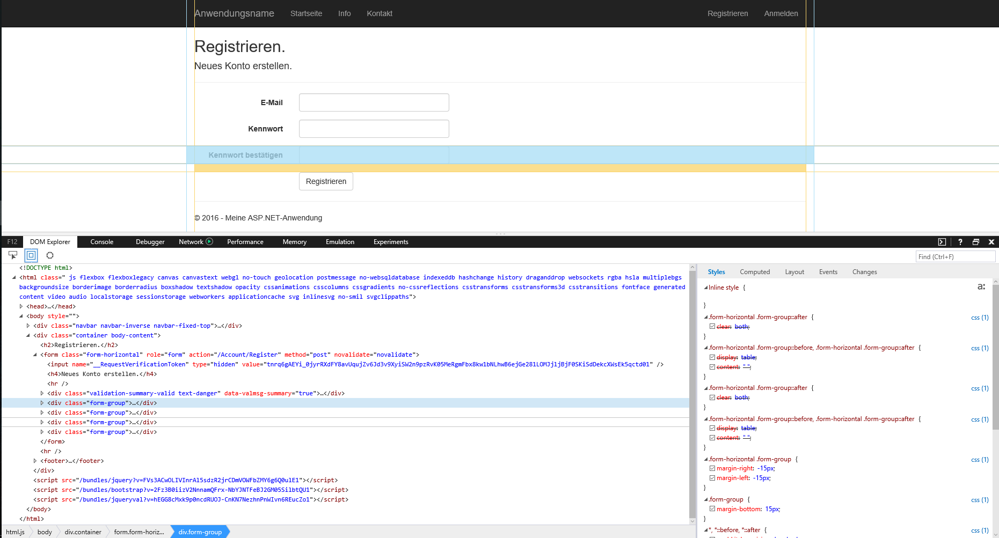 Anwendungsname Startseite Info Kontakt Registrieren Anmelden
Registrieren.
Neues Konto erstellen.
E-Mail
Kennwort
Kennwort bestätigen
Registrieren
© 2016 - Meine ASP.NET-Anwendung
F12 DOM Explorer Console Debugger Network Performance Memory Emulation Experiments ?
Find (Ctrl+F)
<!DOCTYPE html>
<html class=" js flexbox flexboxlegacy canvas canvastext webgl no-touch geolocation postmessage no-websqldatabase indexeddb hashchange history draganddrop websockets rgba hsla multiplebgs
backgroundsize borderimage borderradius boxshadow textshadow opacity cssanimations csscolumns cssgradients no-cssreflections csstransforms csstransforms3d csstransitions fontface generated
content video audio localstorage sessionstorage webworkers applicationcache svg inlinesvg no-smil svgclippaths">
<head>…</head>
<body style="">
<div class="navbar navbar-inverse navbar-fixed-top">…</div>
<div class="container body-content">
<h2>Registrieren.</h2>
<form class="form-horizontal" role="form" action="/Account/Register" method="post" novalidate="novalidate">
<input name="__RequestVerificationToken" type="hidden" value="tnrq6gAEYi_0jyrRXdFY8avUqujZv6Jd3v9XyiSW2n9pzRvK05MeRgmFbx8kw1bNLhwB6ejGe281LOMJjljBjF0SKiSdDekcXWsEk5qctd01" />
<h4>Neues Konto erstellen.</h4>
<hr />
<div class="validation-summary-valid text-danger" data-valmsg-summary="true">…</div>
<div class="form-group">…</div>
<div class="form-group">…</div>
<div class="form-group">…</div>
<div class="form-group">…</div>
</form>
<hr />
<footer>…</footer>
</div>
<script src="/bundles/jquery?v=FVs3ACwOLIVInrAl5sdzR2jrCDmVOWFbZMY6g6Q0ulE1"></script>
<script src="/bundles/bootstrap?v=2Fz3B0iizV2NnnamQFrx-NbYJNTFeBJ2GM05SilbtQU1"></script>
<script src="/bundles/jqueryval?v=hEGG8cMxk9p0ncdRUOJ-CnKN7NezhnPnWIvn6REucZo1"></script>
</body>
</html>
html.js body div.container form.form-horiz... div.form-group
Styles Computed Layout Events Changes
Inline style { a:
}
.form-horizontal .form-group::after { css (1)
clear: both;
}
.form-horizontal .form-group::before, .form-horizontal .form-group::after { css (1)
display: table;
content: " ";
}
.form-horizontal .form-group::after { css (1)
clear: both;
}
.form-horizontal .form-group::before, .form-horizontal .form-group::after { css (1)
display: table;
content: " ";
}
.form-horizontal .form-group { css (1)
margin-right: -15px;
margin-left: -15px;
}
.form-group { css (1)
margin-bottom: 15px;
}
*, *::before, *::after { css (1)